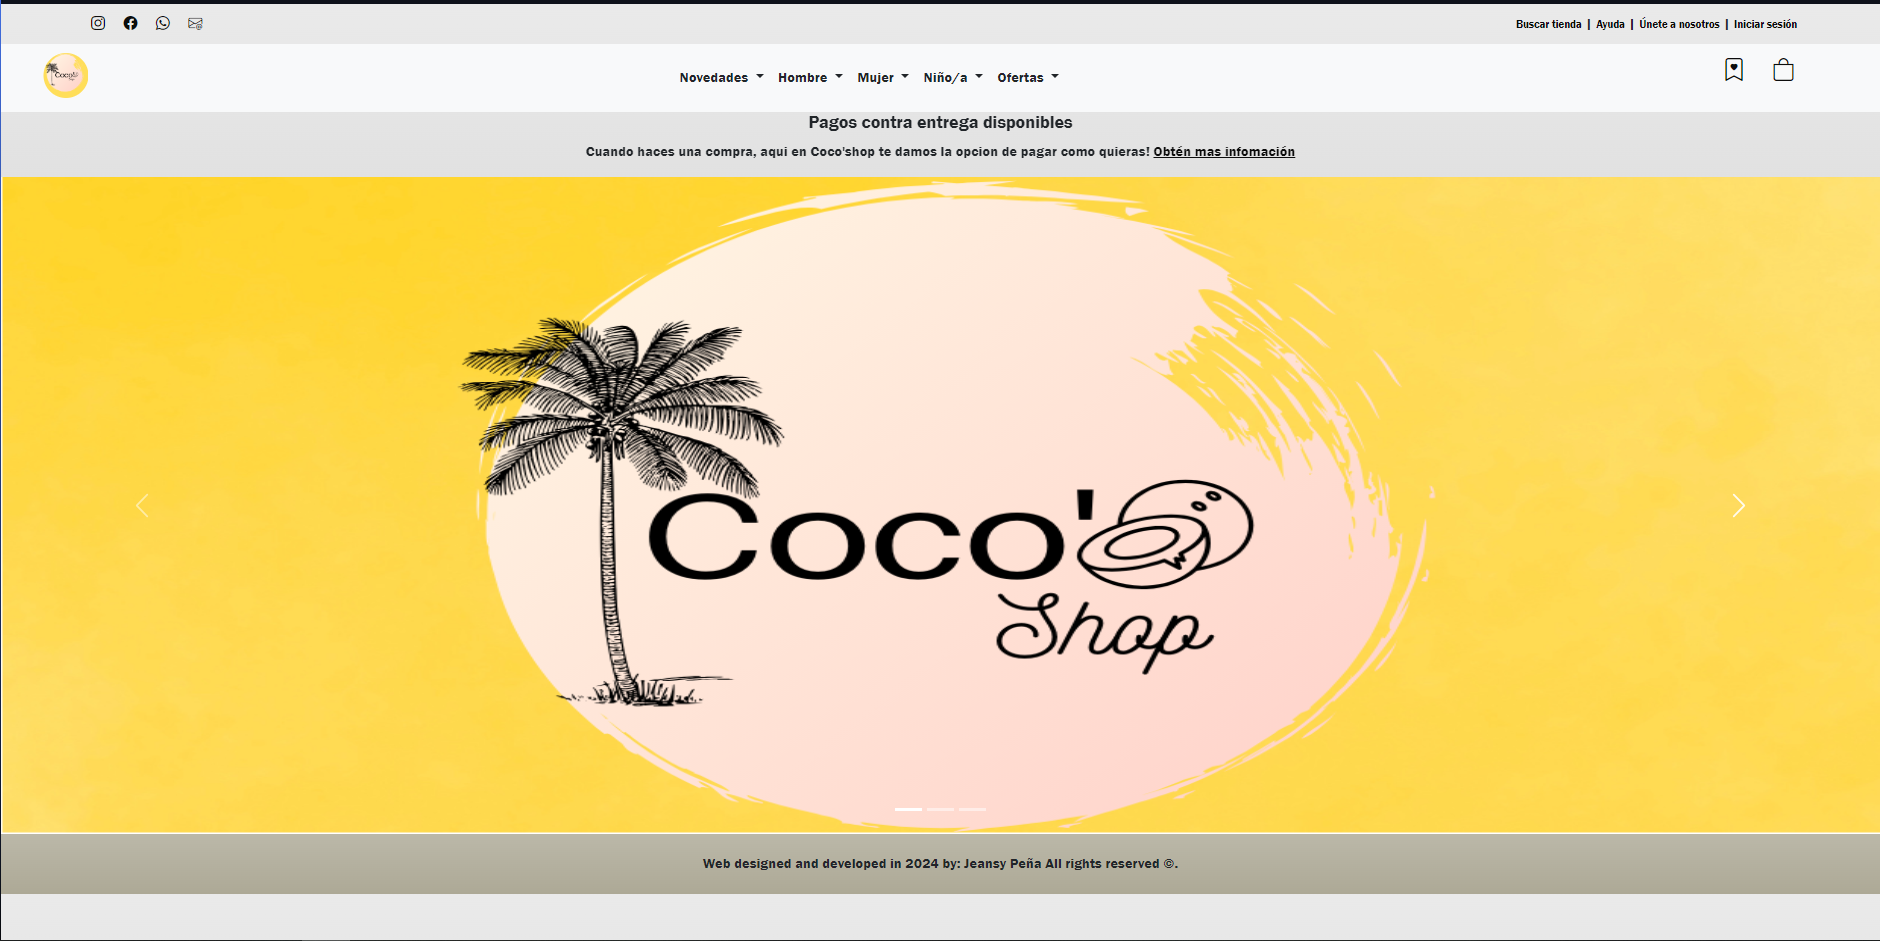 Buscar tienda | Ayuda | Únete a nosotros | Iniciar sesión
Coco's
Novedades Hombre Mujer Niño/a Ofertas
Pagos contra entrega disponibles
Cuando haces una compra, aqui en Coco'shop te damos la opcion de pagar como quieras! Obtén mas infomación
Coco'
Shop
Web designed and developed in 2024 by: Jeansy Peña All rights reserved ©.